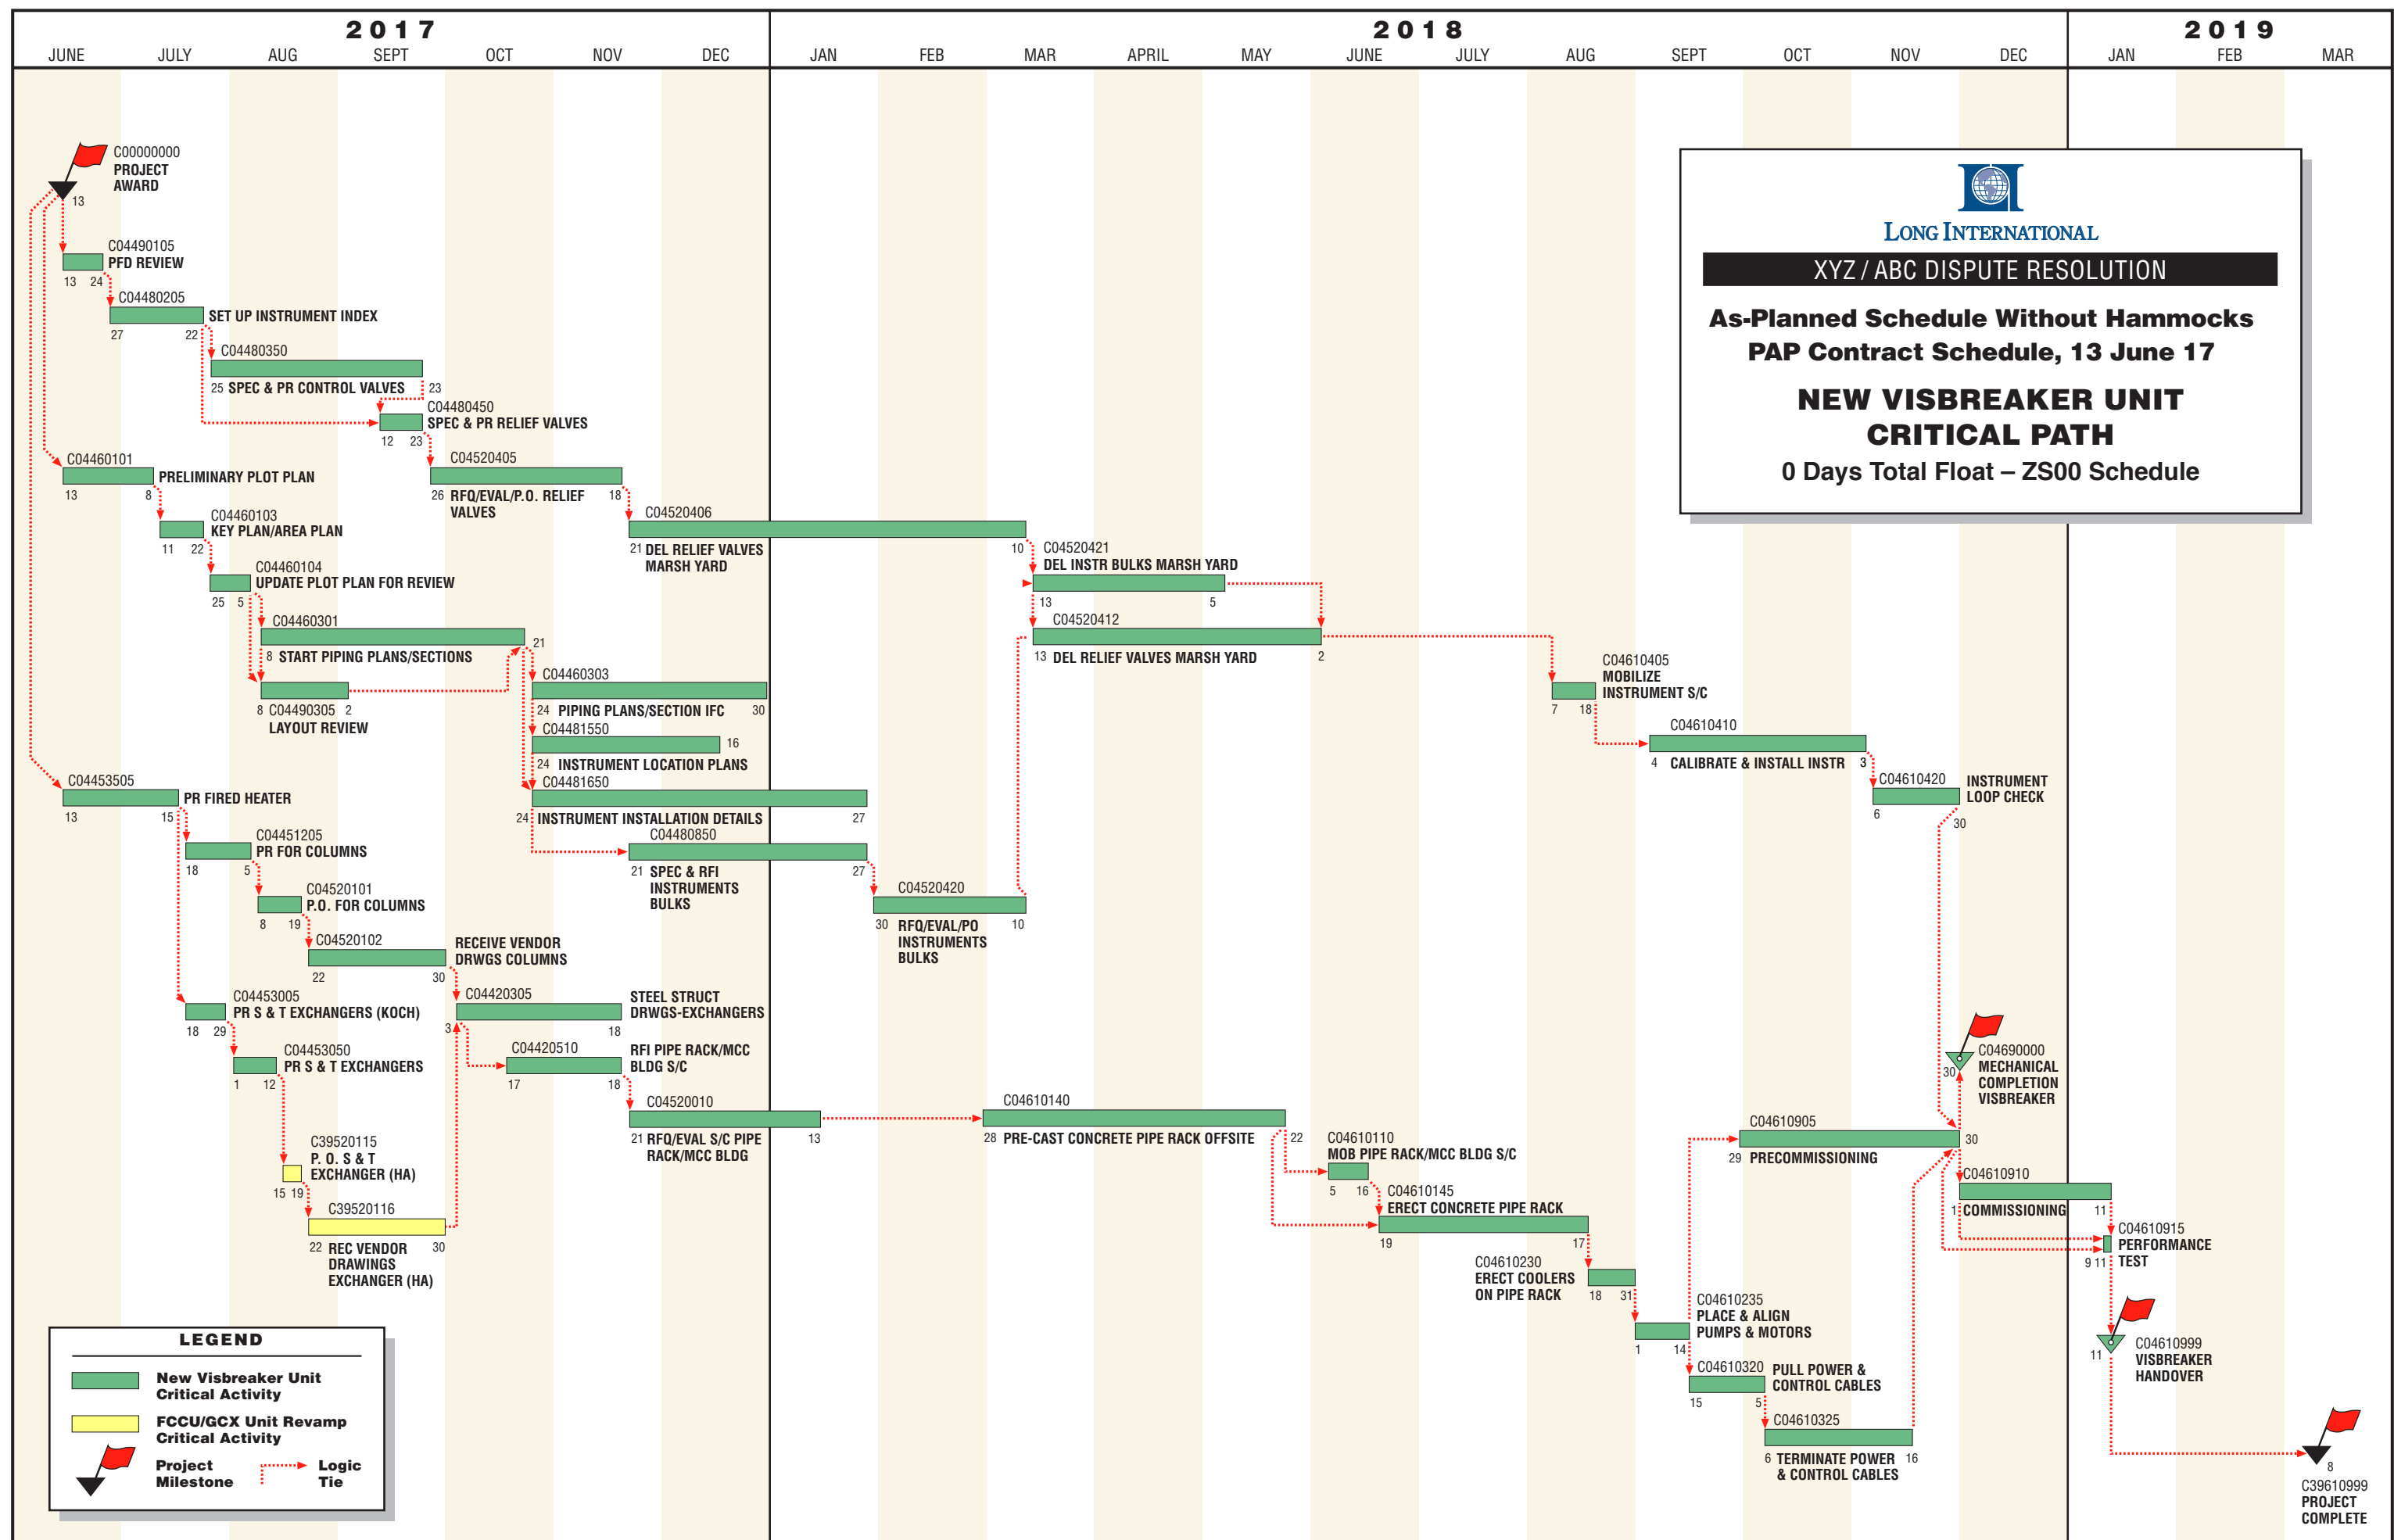 2017
2018
2019
JUNE JULY AUG SEPT OCT NOV DEC JAN FEB MAR APRIL MAY JUNE JULY AUG SEPT OCT NOV DEC JAN FEB MAR
LONG INTERNATIONAL
XYZ / ABC DISPUTE RESOLUTION
As-Planned Schedule Without Hammocks
PAP Contract Schedule, 13 June 17
NEW VISBREAKER UNIT
CRITICAL PATH
0 Days Total Float – ZS00 Schedule
C00000000
PROJECT
AWARD
13
C04490105
PFD REVIEW
13 24
C04480205
SET UP INSTRUMENT INDEX
27 22
C04480350
25 SPEC & PR CONTROL VALVES 23
C04480450
SPEC & PR RELIEF VALVES
12 23
C04460101
PRELIMINARY PLOT PLAN
13 8
C04520405
26 RFQ/EVAL/P.O. RELIEF 18
VALVES
C04460103
KEY PLAN/AREA PLAN
11 22
C04520406
21 DEL RELIEF VALVES 10
MARSH YARD
C04460104
UPDATE PLOT PLAN FOR REVIEW
25 5
C04520421
DEL INSTR BULKS MARSH YARD
13 5
C04460301
21
8 START PIPING PLANS/SECTIONS
C04520412
13 DEL RELIEF VALVES MARSH YARD 2
8 C04490305 2
LAYOUT REVIEW
C04460303
24 PIPING PLANS/SECTION IFC 30
C04610405
MOBILIZE
INSTRUMENT S/C
7 18
C04481550
16
24 INSTRUMENT LOCATION PLANS
C04610410
4 CALIBRATE & INSTALL INSTR 3
C04453505
PR FIRED HEATER
13 15
C04481650
24 INSTRUMENT INSTALLATION DETAILS 27
C04610420
INSTRUMENT
LOOP CHECK
6 30
C04451205
PR FOR COLUMNS
18 5
C04480850
21 SPEC & RFI 27
INSTRUMENTS
BULKS
C04520101
P.O. FOR COLUMNS
8 19
C04520420
30 RFQ/EVAL/PO 10
INSTRUMENTS
BULKS
C04520102
RECEIVE VENDOR
DRWGS COLUMNS
22 30
C04453005
PR S & T EXCHANGERS (KOCH)
18 29
C04420305
STEEL STRUCT
DRWGS-EXCHANGERS
3 18
C04453050
PR S & T EXCHANGERS
1 12
C04420510
RFI PIPE RACK/MCC
BLDG S/C
17 18
C04690000
30 MECHANICAL
COMPLETION
VISBREAKER
C04520010
21 RFQ/EVAL S/C PIPE 13
RACK/MCC BLDG
C04610140
28 PRE-CAST CONCRETE PIPE RACK OFFSITE 22
C39520115
P. O. S & T
EXCHANGER (HA)
15 19
C04610110
MOB PIPE RACK/MCC BLDG S/C
5 16
C04610905
30
29 PRECOMMISSIONING
C04610910
1 COMMISSIONING 11
C39520116
22 REC VENDOR 30
DRAWINGS
EXCHANGER (HA)
C04610145
ERECT CONCRETE PIPE RACK
19 17
C04610915
PERFORMANCE
TEST
9 11
C04610230
ERECT COOLERS
ON PIPE RACK
18 31
C04610235
PLACE & ALIGN
PUMPS & MOTORS
1 14
C04610999
11 VISBREAKER
HANDOVER
C04610320
PULL POWER &
CONTROL CABLES
15 5
C04610325
6 TERMINATE POWER 16
& CONTROL CABLES
8
C39610999
PROJECT
COMPLETE
LEGEND
New Visbreaker Unit
Critical Activity
FCCU/GCX Unit Revamp
Critical Activity
Project
Milestone
Logic
Tie